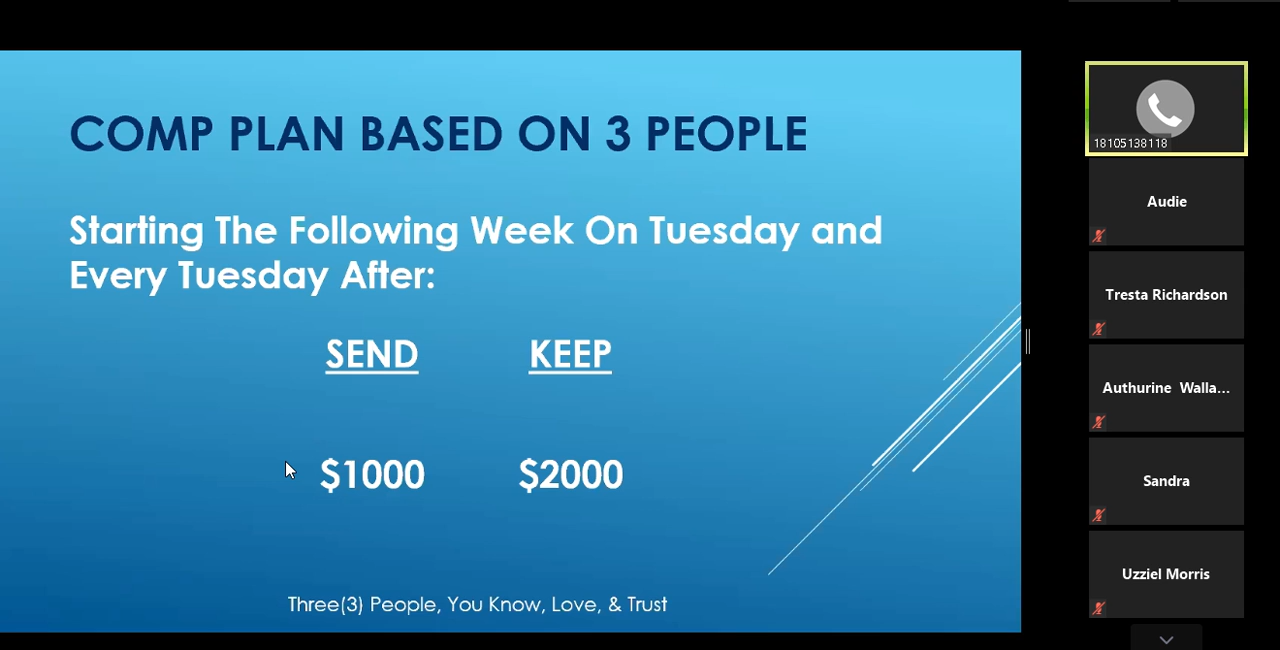 COMP PLAN BASED ON 3 PEOPLE
Starting The Following Week On Tuesday and
Every Tuesday After:
SEND KEEP
$1000 $2000
Three(3) People, You Know, Love, & Trust
18105138118
Audie
Tresta Richardson
Authurine Walla...
Sandra
Uzziel Morris